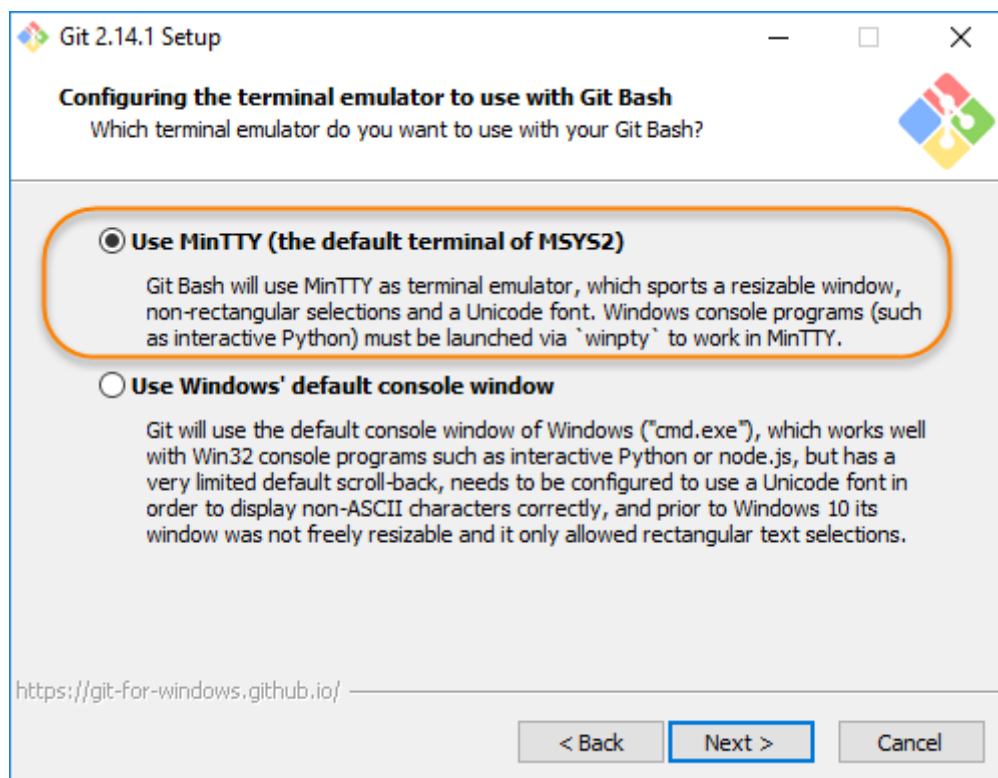 Git 2.14.1 Setup
Configuring the terminal emulator to use with Git Bash
Which terminal emulator do you want to use with your Git Bash?
Use MinTTY (the default terminal of MSYS2)
Git Bash will use MinTTY as terminal emulator, which sports a resizable window,
non-rectangular selections and a Unicode font. Windows console programs (such
as interactive Python) must be launched via `winpty` to work in MinTTY.
Use Windows' default console window
Git will use the default console window of Windows ("cmd.exe"), which works well
with Win32 console programs such as interactive Python or node.js, but has a
very limited default scroll-back, needs to be configured to use a Unicode font in
order to display non-ASCII characters correctly, and prior to Windows 10 its
window was not freely resizable and it only allowed rectangular text selections.
https://git-for-windows.github.io/
< Back Next > Cancel